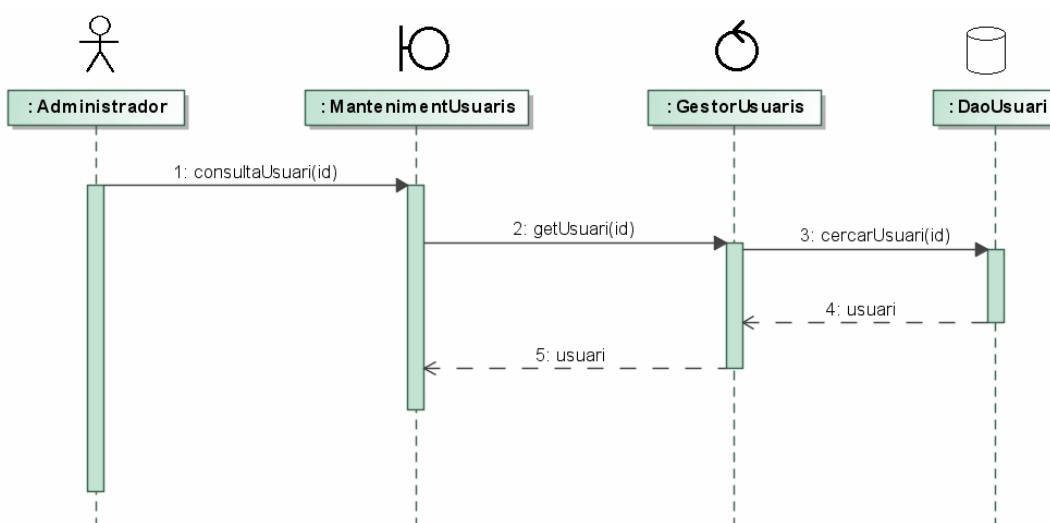 : Administrador
: MantenimentUsuaris
: GestorUsuaris
: DaoUsuari
1: consultaUsuari(id)
2: getUsuari(id)
3: cercarUsuari(id)
4: usuari
5: usuari